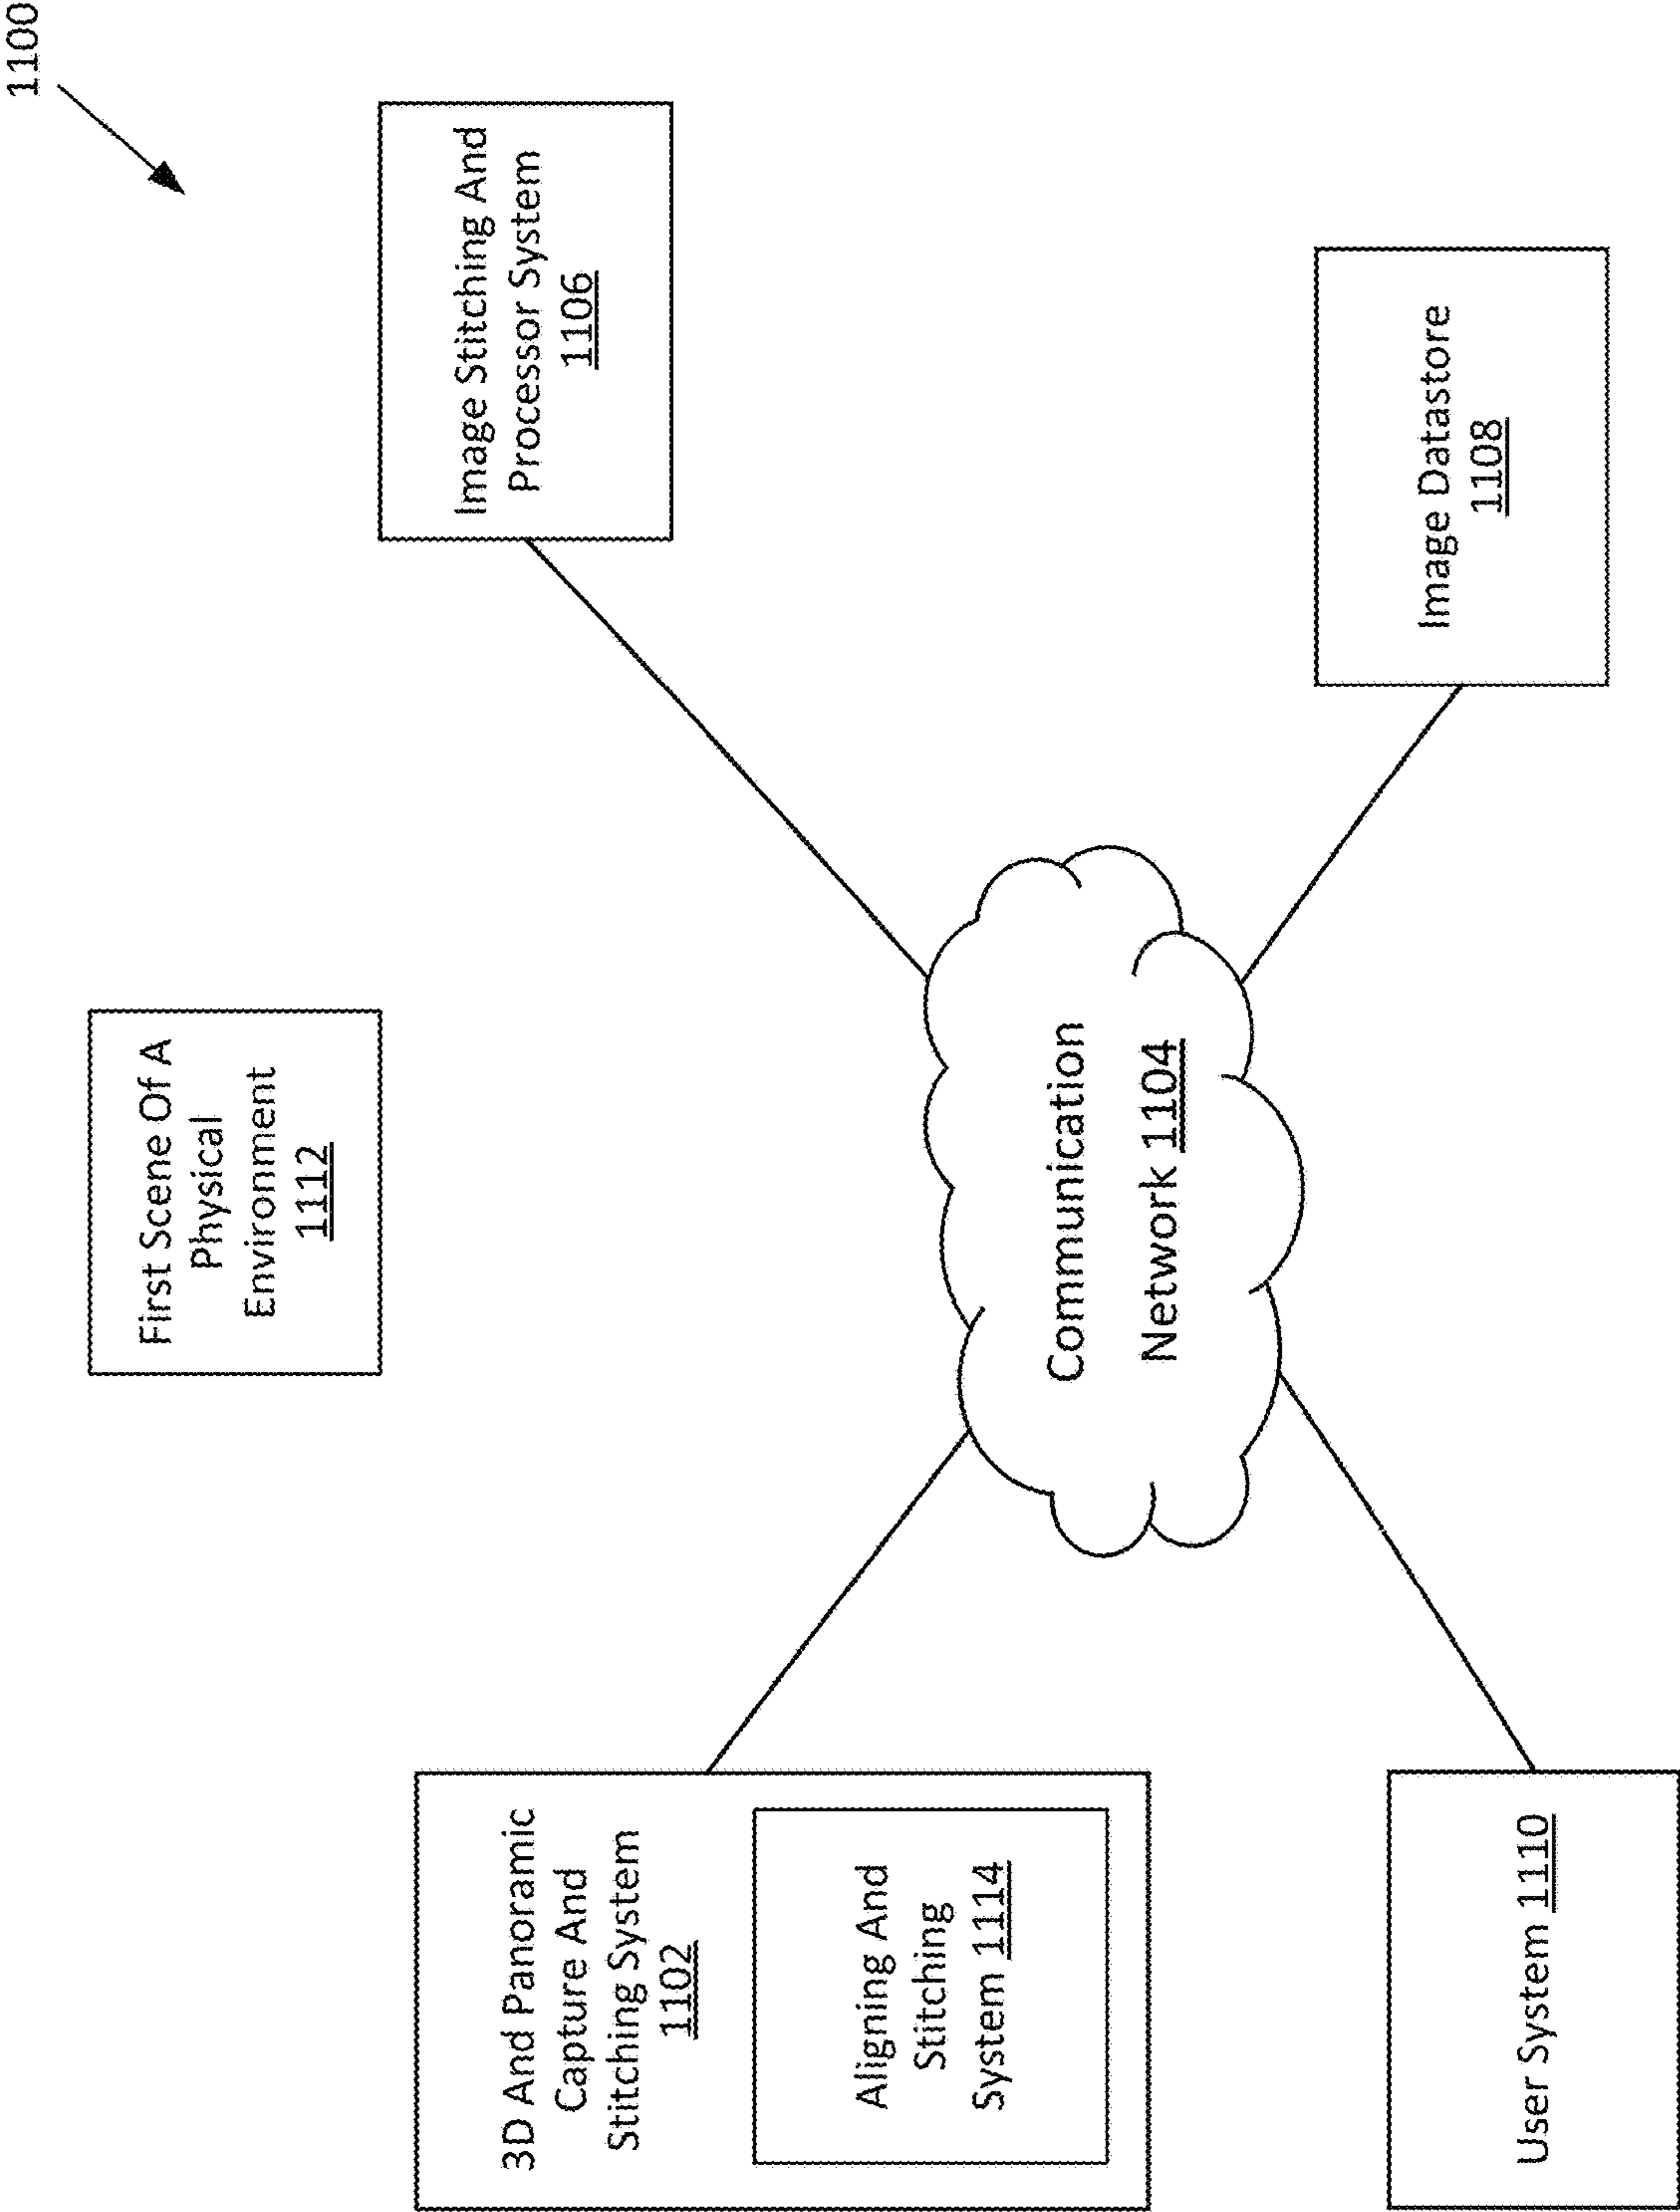 1100
First Scene Of A
Physical
Environment
1112
3D And Panoramic
Capture And
Stitching System
1102
Aligning And
Stitching
System 1114
Image Stitching And
Processor System
1106
Communication
Network 1104
User System 1110
Image Datastore
1108